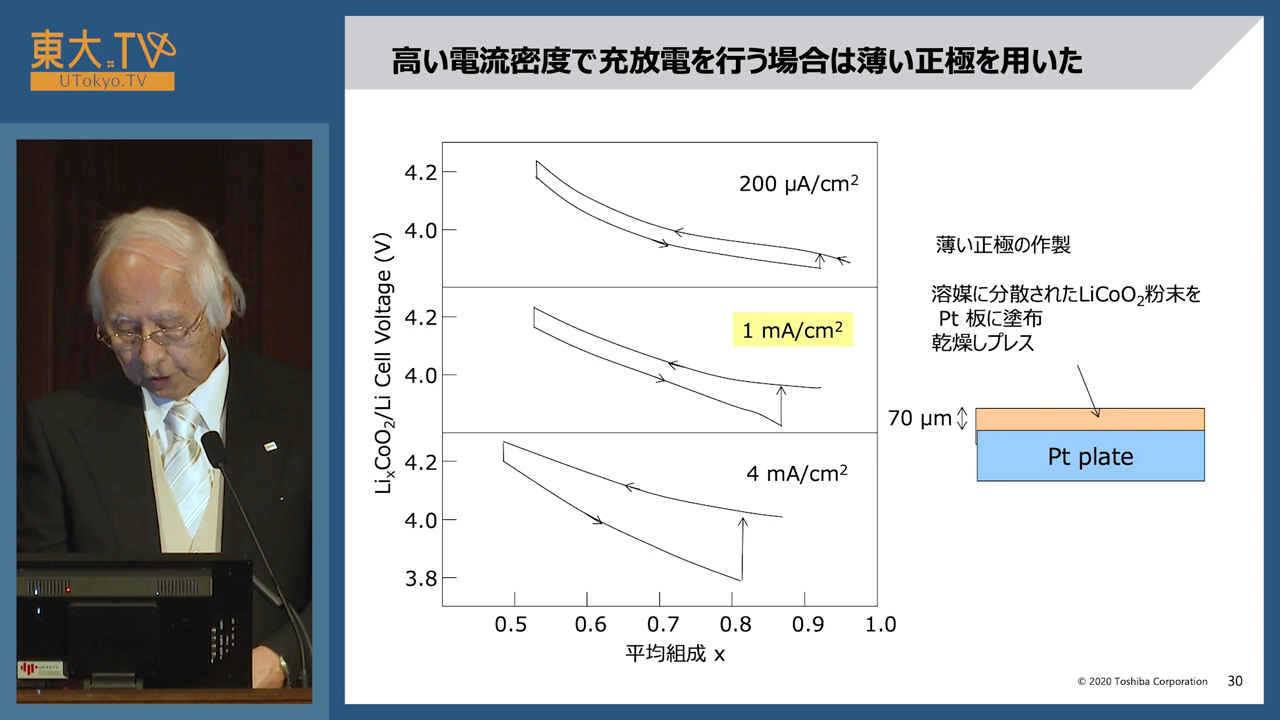 東大.TV
UTokyo.TV
高い電流密度で充放電を行う場合は薄い正極を用いた
LixCoO2/Li Cell Voltage (V)
4.2
4.0
200 μA/cm2
4.2
4.0
1 mA/cm2
4.2
4.0
3.8
4 mA/cm2
0.5 0.6 0.7 0.8 0.9 1.0
平均組成 x
薄い正極の作製
溶媒に分散されたLiCoO2粉末を
Pt 板に塗布
乾燥しプレス
70 μm
Pt plate
© 2020 Toshiba Corporation 30